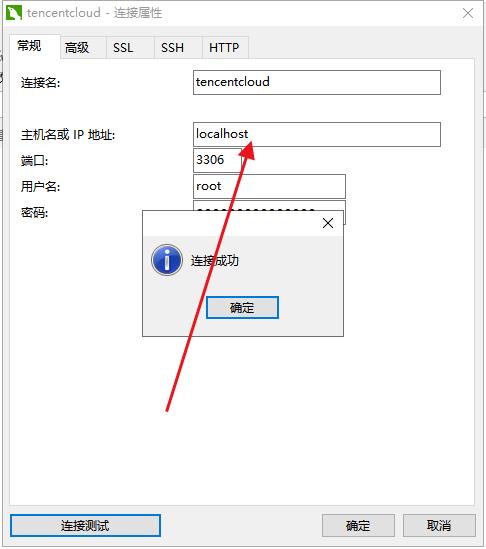 tencentcloud - 连接属性
常规 高级 SSL SSH HTTP
连接名: tencentcloud
主机名或 IP 地址: localhost
端口: 3306
用户名: root
密码:
连接成功
确定
连接测试 确定 取消